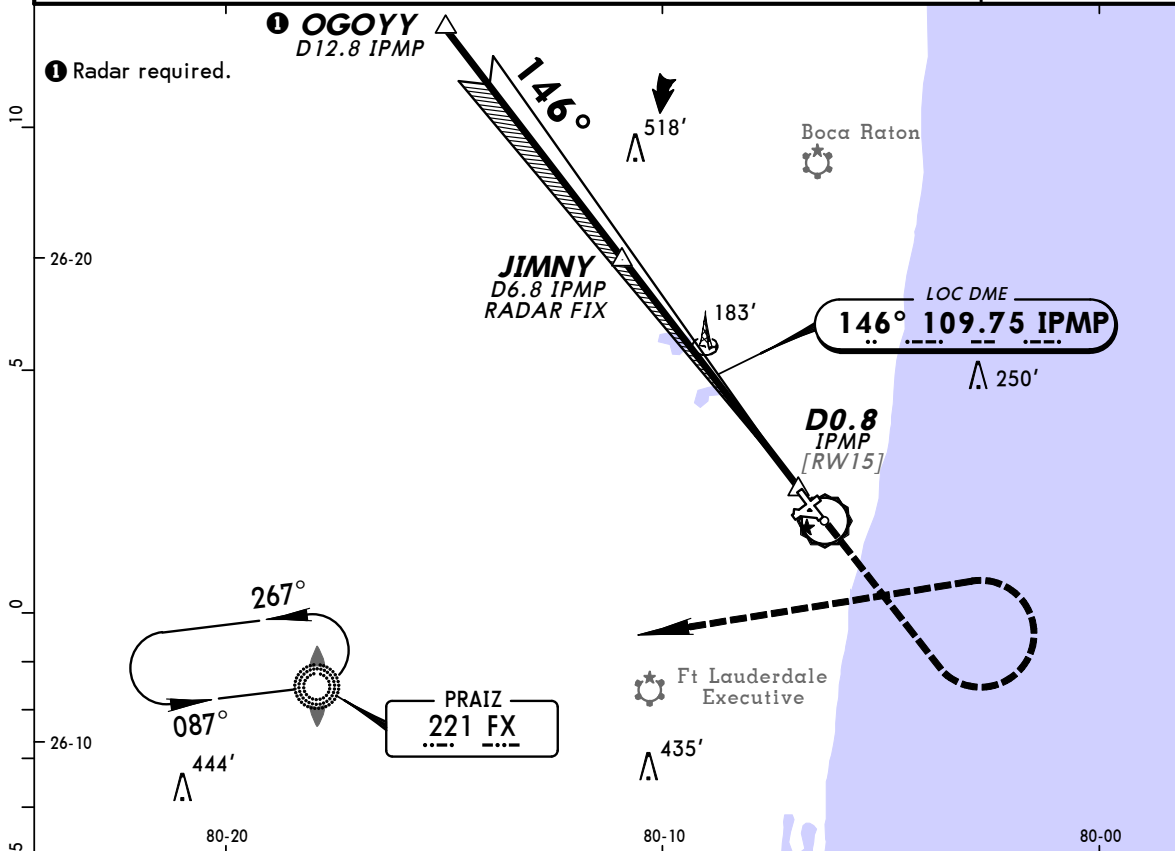 ❶ OGOYY
D12.8 IPMP
❶ Radar required.
146°
518'
Boca Raton
10
26-20
JIMNY
D6.8 IPMP
RADAR FIX
183'
LOC DME
146° 109.75 IPMP
250'
5
D0.8
IPMP
[RW15]
0
267°
087°
PRAIZ
221 FX
Ft Lauderdale
Executive
26-10
444'
435'
5
80-20
80-10
80-00